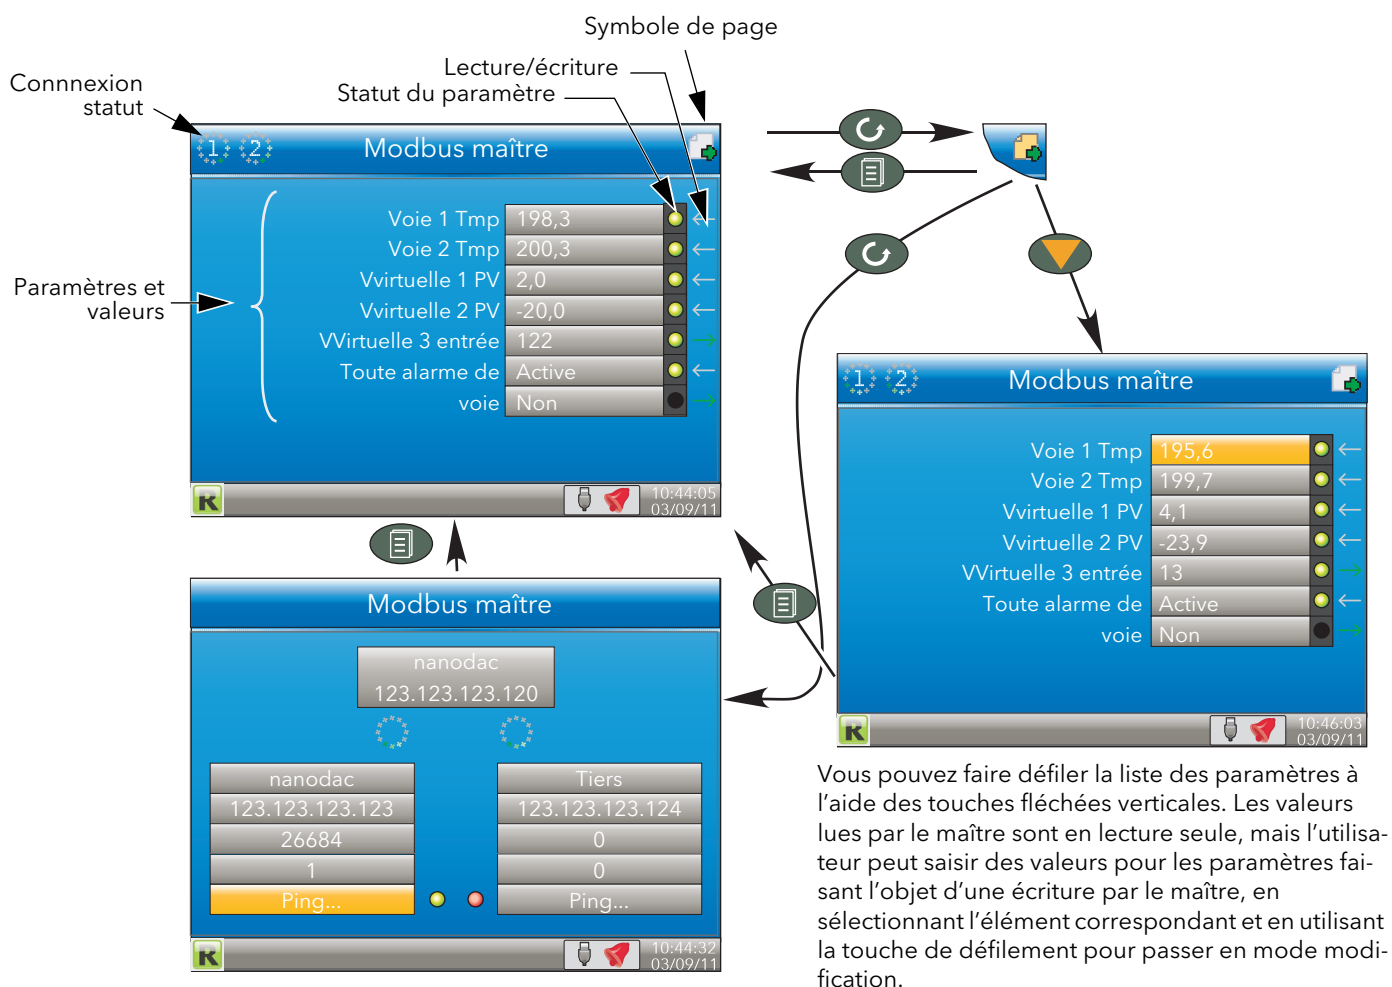 Symbole de page
Lecture/écriture
Statut du paramètre
Connnexion
statut
1 2 Modbus maître
Voie 1 Tmp 198,3
Voie 2 Tmp 200,3
Vvirtuelle 1 PV 2,0
Vvirtuelle 2 PV -20,0
VVirtuelle 3 entrée 122
Toute alarme de Active
voie Non
Paramètres et
valeurs
R 10:44:05
03/09/11
1 2 Modbus maître
Voie 1 Tmp 195,6
Voie 2 Tmp 199,7
Vvirtuelle 1 PV 4,1
Vvirtuelle 2 PV -23,9
VVirtuelle 3 entrée 13
Toute alarme de Active
voie Non
R 10:46:03
03/09/11
Modbus maître
nanodac
123.123.123.120
nanodac Tiers
123.123.123.123 123.123.123.124
26684 0
1 0
Ping... Ping...
R 10:44:32
03/09/11
Vous pouvez faire défiler la liste des paramètres à
l’aide des touches fléchées verticales. Les valeurs
lues par le maître sont en lecture seule, mais l’utilisa-
teur peut saisir des valeurs pour les paramètres fai-
sant l’objet d’une écriture par le maître, en
sélectionnant l’élément correspondant et en utilisant
la touche de défilement pour passer en mode modi-
fication.